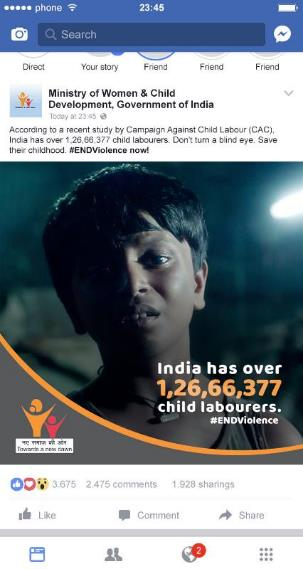 phone
23:45
Search
Direct
Your story
Friend
Friend
Friend
Ministry of Women & Child
Development, Government of India
Today at 23:45
According to a recent study by Campaign Against Child Labour (CAC),
India has over 1,26,66,377 child labourers. Don't turn a blind eye. Save
their childhood. #ENDViolence now!
India has over
1,26,66,377
child labourers.
#ENDViolence
नए समाज की ओर
Towards a new dawn
3.675
2.475 comments
1.928 sharings
Like
Comment
Share
2